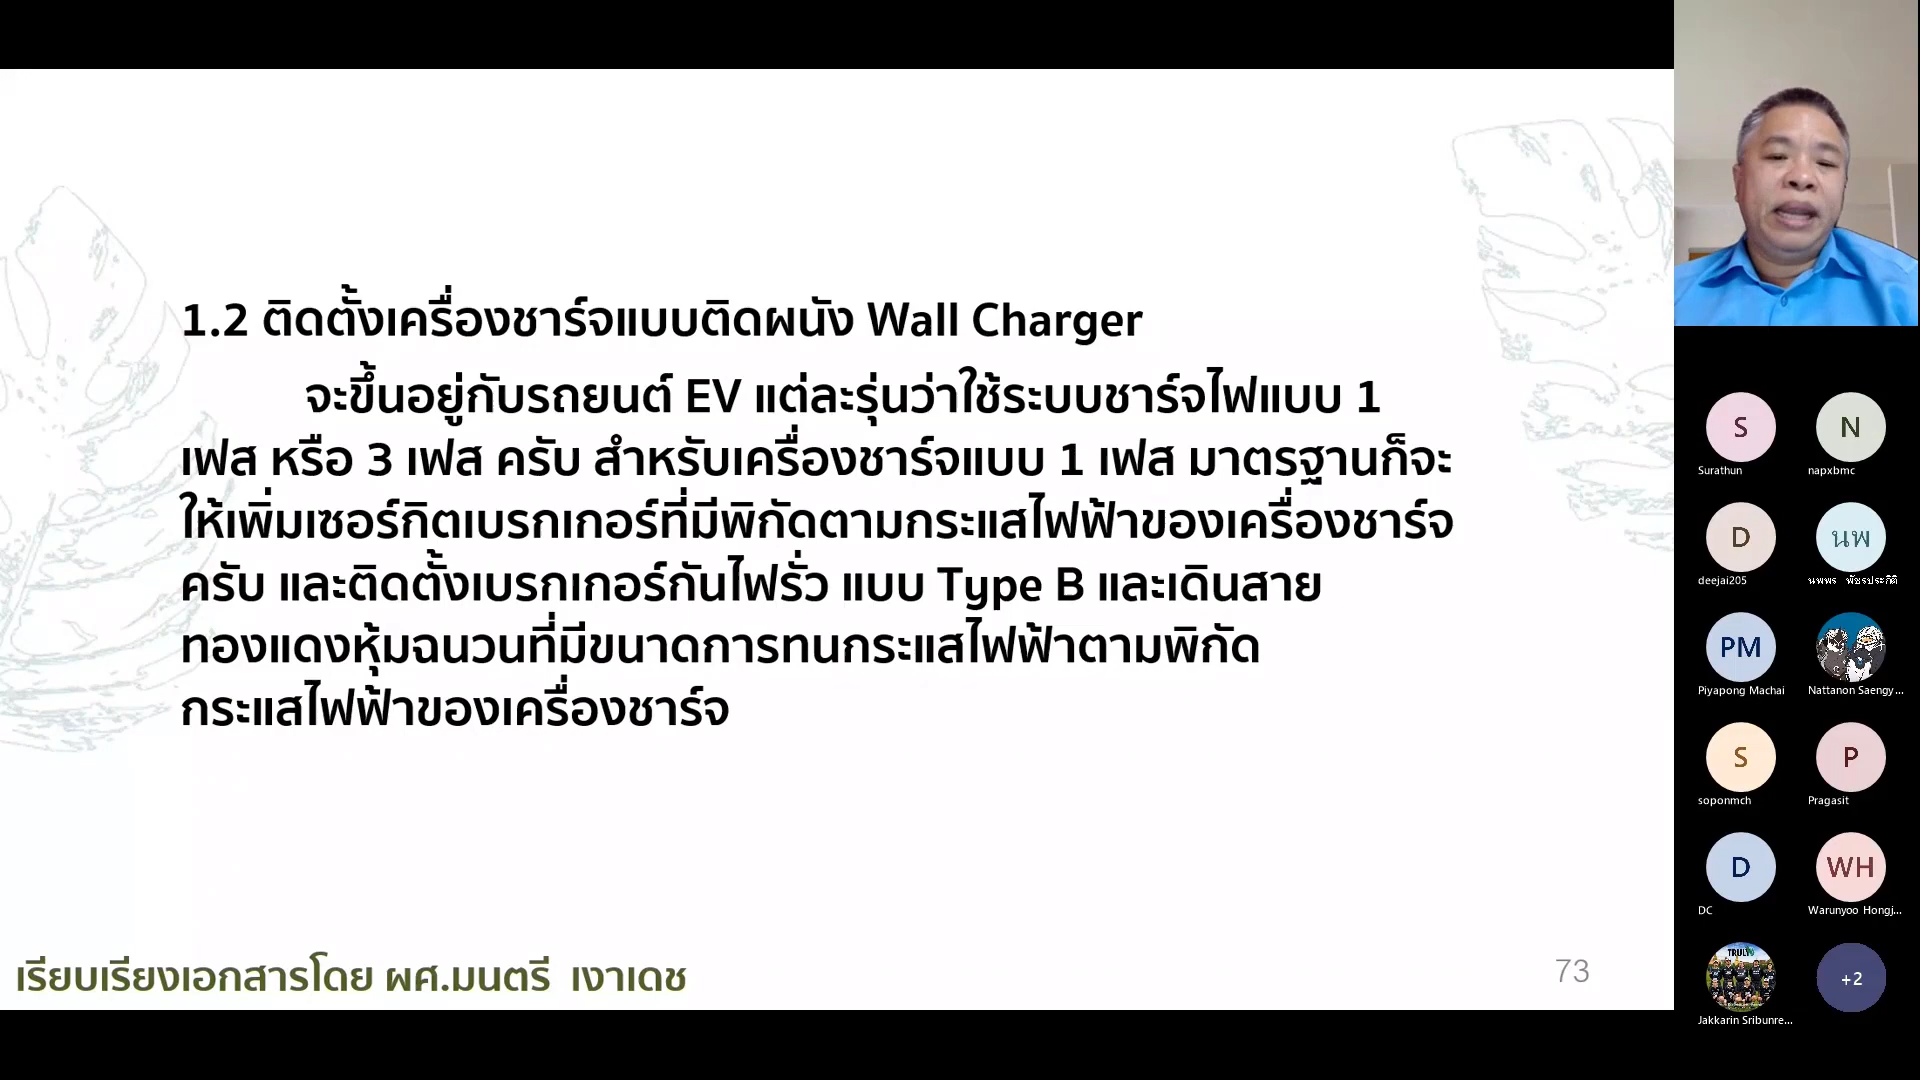 1.2 ติดตั้งเครื่องชาร์จแบบติดผนัง Wall Charger
จะขึ้นอยู่กับรถยนต์ EV แต่ละรุ่นว่าใช้ระบบชาร์จไฟแบบ 1
เฟส หรือ 3 เฟส ครับ สำหรับเครื่องชาร์จแบบ 1 เฟส มาตรฐานก็จะ
ให้เพิ่มเซอร์กิตเบรกเกอร์ที่มีพิกัดตามกระแสไฟฟ้าของเครื่องชาร์จ
ครับ และติดตั้งเบรกเกอร์กันไฟรั่ว แบบ Type B และเดินสาย
ทองแดงหุ้มฉนวนที่มีขนาดการทนกระแสไฟฟ้าตามพิกัด
กระแสไฟฟ้าของเครื่องชาร์จ
เรียบเรียงเอกสารโดย ผศ.มนตรี เงาเดช
73
S
Surathun
N
napxbmc
D
deejai205
นพ
นพพร พัชรประกิติ
PM
Piyapong Machai
Nattanon Saengy...
S
soponmch
P
Pragasit
D
DC
WH
Warunyoo Hongj...
TRULY
Jakkarin Sribunre...
+2